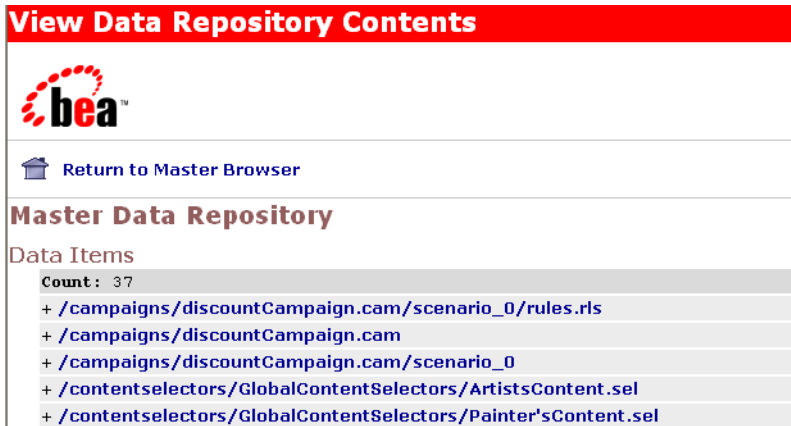 View Data Repository Contents
bea™
Return to Master Browser
Master Data Repository
Data Items
Count: 37
+ /campaigns/discountCampaign.cam/scenario_0/rules.rls
+ /campaigns/discountCampaign.cam
+ /campaigns/discountCampaign.cam/scenario_0
+ /contentselectors/GlobalContentSelectors/ArtistsContent.sel
+ /contentselectors/GlobalContentSelectors/Painter'sContent.sel